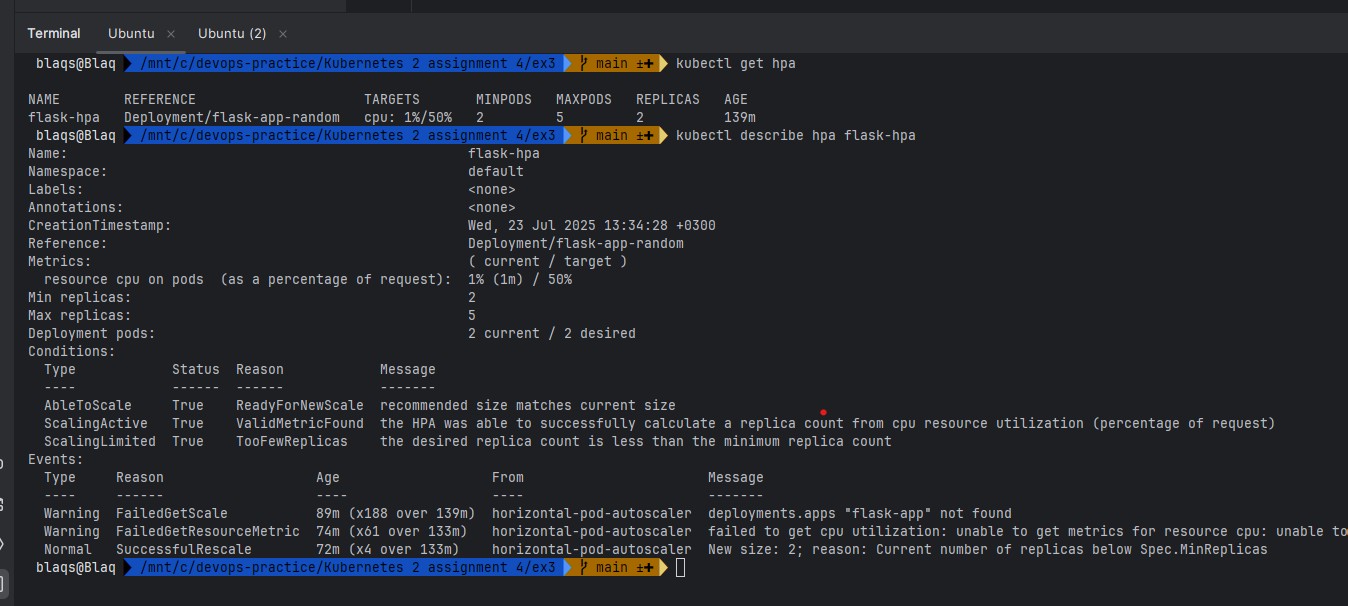 Terminal Ubuntu × Ubuntu (2) ×
blaqs@Blaq /mnt/c/devops-practice/Kubernetes 2 assignment 4/ex3 main ±✚ kubectl get hpa
NAME REFERENCE TARGETS MINPODS MAXPODS REPLICAS AGE
flask-hpa Deployment/flask-app-random cpu: 1%/50% 2 5 2 139m
blaqs@Blaq /mnt/c/devops-practice/Kubernetes 2 assignment 4/ex3 main ±✚ kubectl describe hpa flask-hpa
Name: flask-hpa
Namespace: default
Labels: <none>
Annotations: <none>
CreationTimestamp: Wed, 23 Jul 2025 13:34:28 +0300
Reference: Deployment/flask-app-random
Metrics: ( current / target )
resource cpu on pods (as a percentage of request): 1% (1m) / 50%
Min replicas: 2
Max replicas: 5
Deployment pods: 2 current / 2 desired
Conditions:
Type Status Reason Message
---- ------ ------ -------
AbleToScale True ReadyForNewScale recommended size matches current size
ScalingActive True ValidMetricFound the HPA was able to successfully calculate a replica count from cpu resource utilization (percentage of request)
ScalingLimited True TooFewReplicas the desired replica count is less than the minimum replica count
Events:
Type Reason Age From Message
---- ------ ---- ---- -------
Warning FailedGetScale 89m (x188 over 139m) horizontal-pod-autoscaler deployments.apps "flask-app" not found
Warning FailedGetResourceMetric 74m (x61 over 133m) horizontal-pod-autoscaler failed to get cpu utilization: unable to get metrics for resource cpu: unable to
Normal SuccessfulRescale 72m (x4 over 133m) horizontal-pod-autoscaler New size: 2; reason: Current number of replicas below Spec.MinReplicas
blaqs@Blaq /mnt/c/devops-practice/Kubernetes 2 assignment 4/ex3 main ±✚